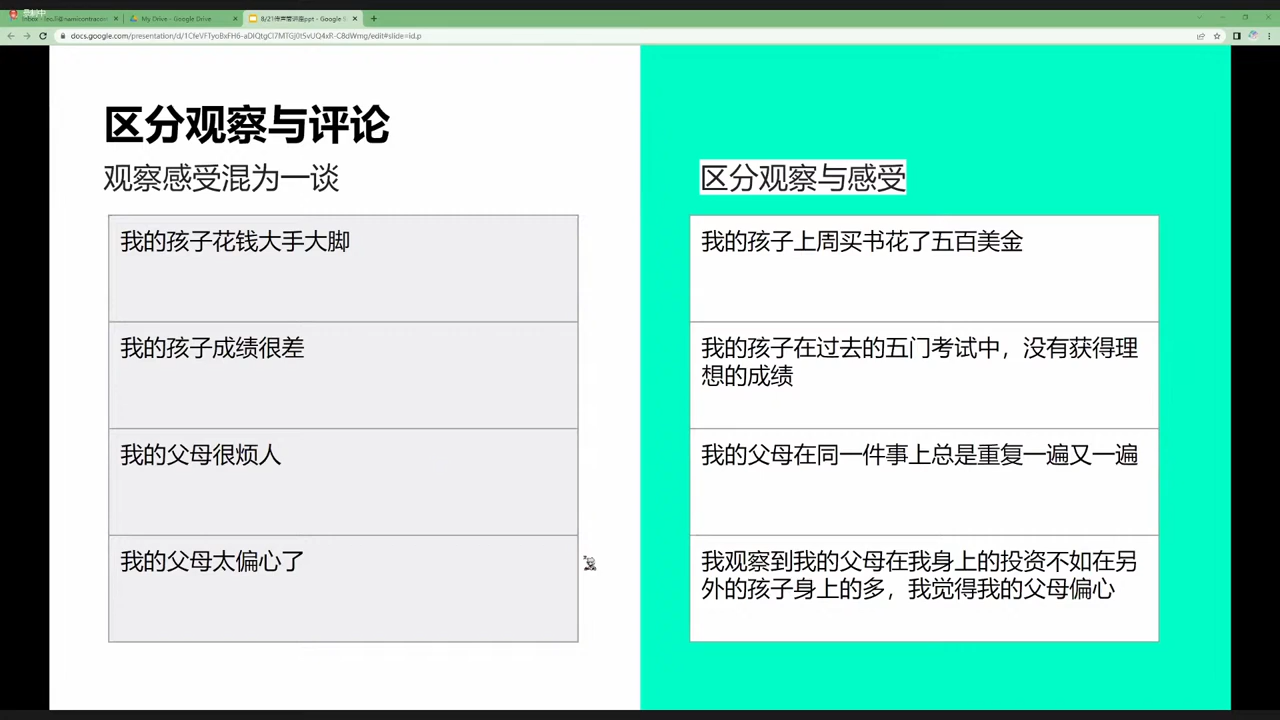 My Drive - Google Drive
docs.google.com/presentation/d/
区分观察与评论
观察感受混为一谈
我的孩子花钱大手大脚
我的孩子成绩很差
我的父母很烦人
我的父母太偏心了
区分观察与感受
我的孩子上周买书花了五百美金
我的孩子在过去的五门考试中，没有获得理
想的成绩
我的父母在同一件事上总是重复一遍又一遍
我观察到我的父母在我身上的投资不如在另
外的孩子身上的多，我觉得我的父母偏心